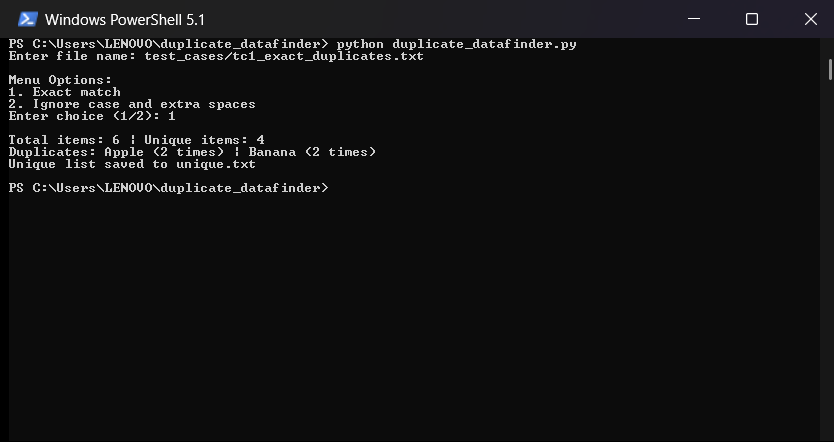 Windows PowerShell 5.1
PS C:\Users\LENOVO\duplicate_datafinder> python duplicate_datafinder.py
Enter file name: test_cases/tc1_exact_duplicates.txt
Menu Options:
1. Exact match
2. Ignore case and extra spaces
Enter choice (1/2): 1
Total items: 6 ¦ Unique items: 4
Duplicates: Apple (2 times) ¦ Banana (2 times)
Unique list saved to unique.txt
PS C:\Users\LENOVO\duplicate_datafinder>